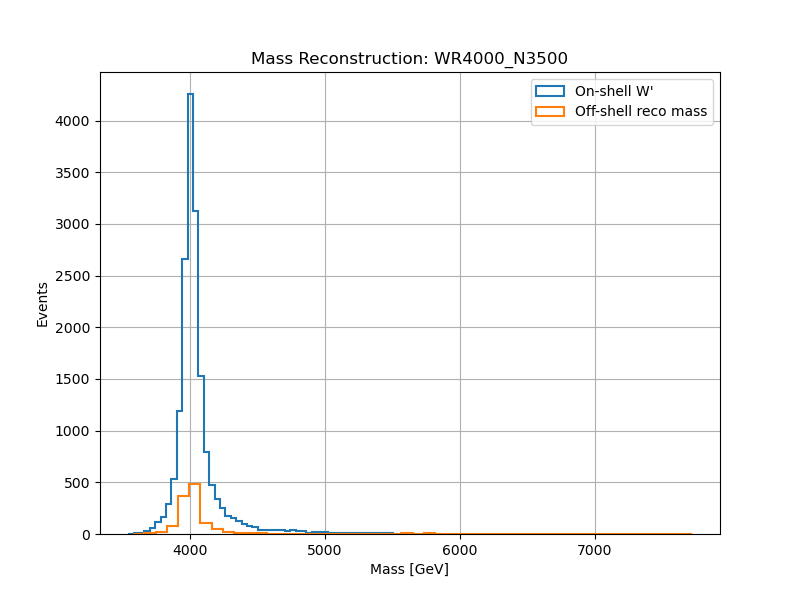 Mass Reconstruction: WR4000_N3500
On-shell W'
Off-shell reco mass
4000
3500
3000
2500
2000
1500
1000
500
0
Events
4000
5000
6000
7000
Mass [GeV]